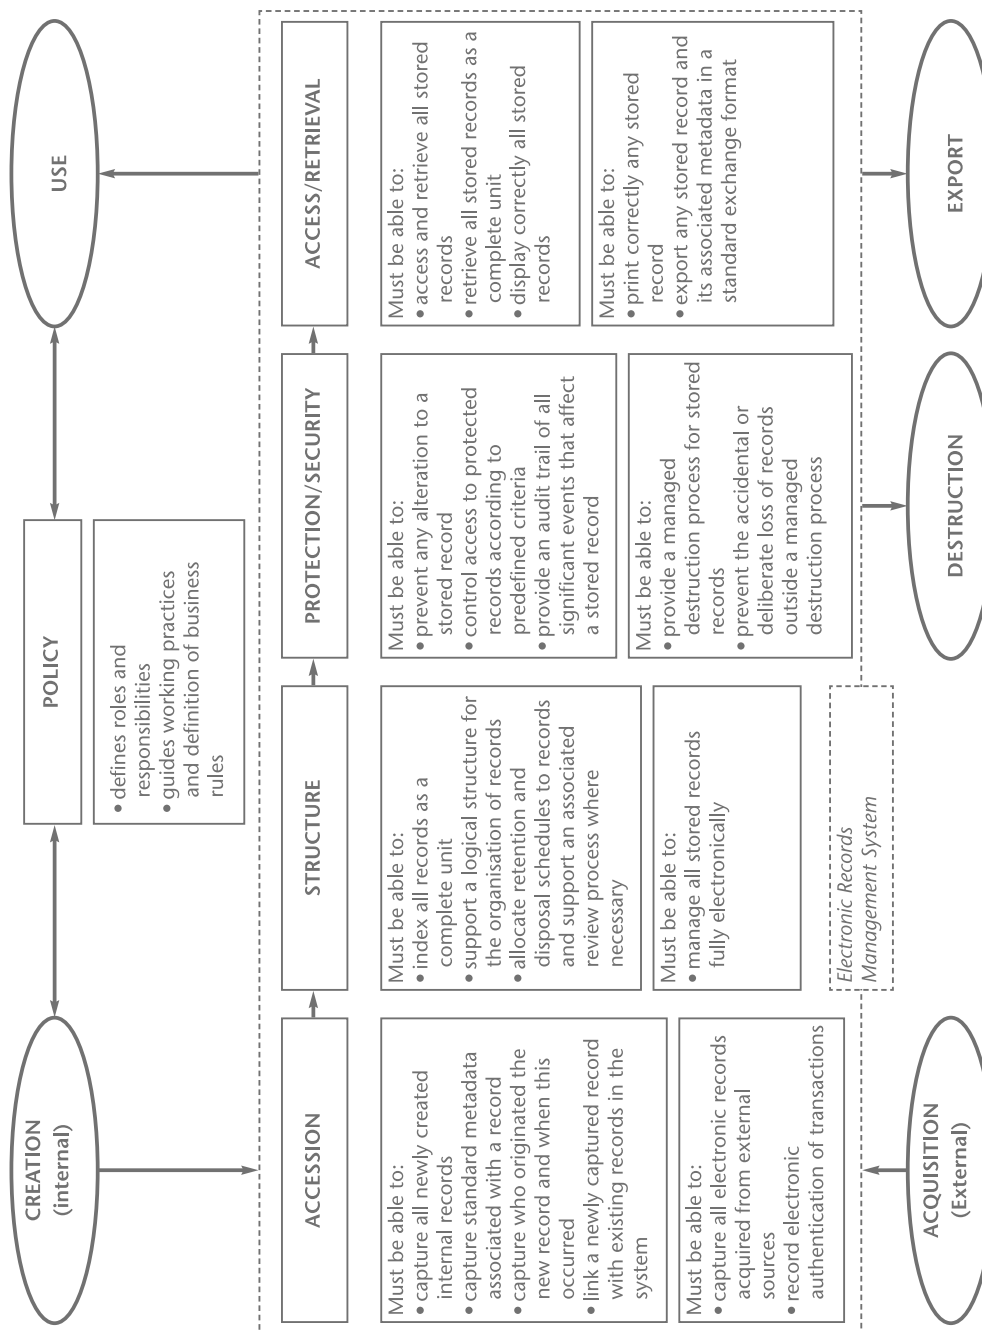 CREATION
(internal)
POLICY
• defines roles and
responsibilities
• guides working practices
and definition of business
rules
USE
ACCESSION
Must be able to:
• capture all newly created
internal records
• capture standard metadata
associated with a record
• capture who originated the
new record and when this
occurred
• link a newly captured record
with existing records in the
system
Must be able to:
• capture all electronic records
acquired from external
sources
• record electronic
authentication of transactions
STRUCTURE
Must be able to:
• index all records as a
complete unit
• support a logical structure for
the organisation of records
• allocate retention and
disposal schedules to records
and support an associated
review process where
necessary
Must be able to:
• manage all stored records
fully electronically
PROTECTION/SECURITY
Must be able to:
• prevent any alteration to a
stored record
• control access to protected
records according to
predefined criteria
• provide an audit trail of all
significant events that affect
a stored record
Must be able to:
• provide a managed
destruction process for stored
records
• prevent the accidental or
deliberate loss of records
outside a managed
destruction process
ACCESS/RETRIEVAL
Must be able to:
• access and retrieve all stored
records
• retrieve all stored records as a
complete unit
• display correctly all stored
records
Must be able to:
• print correctly any stored
record
• export any stored record and
its associated metadata in a
standard exchange format
Electronic Records
Management System
ACQUISITION
(External)
DESTRUCTION
EXPORT